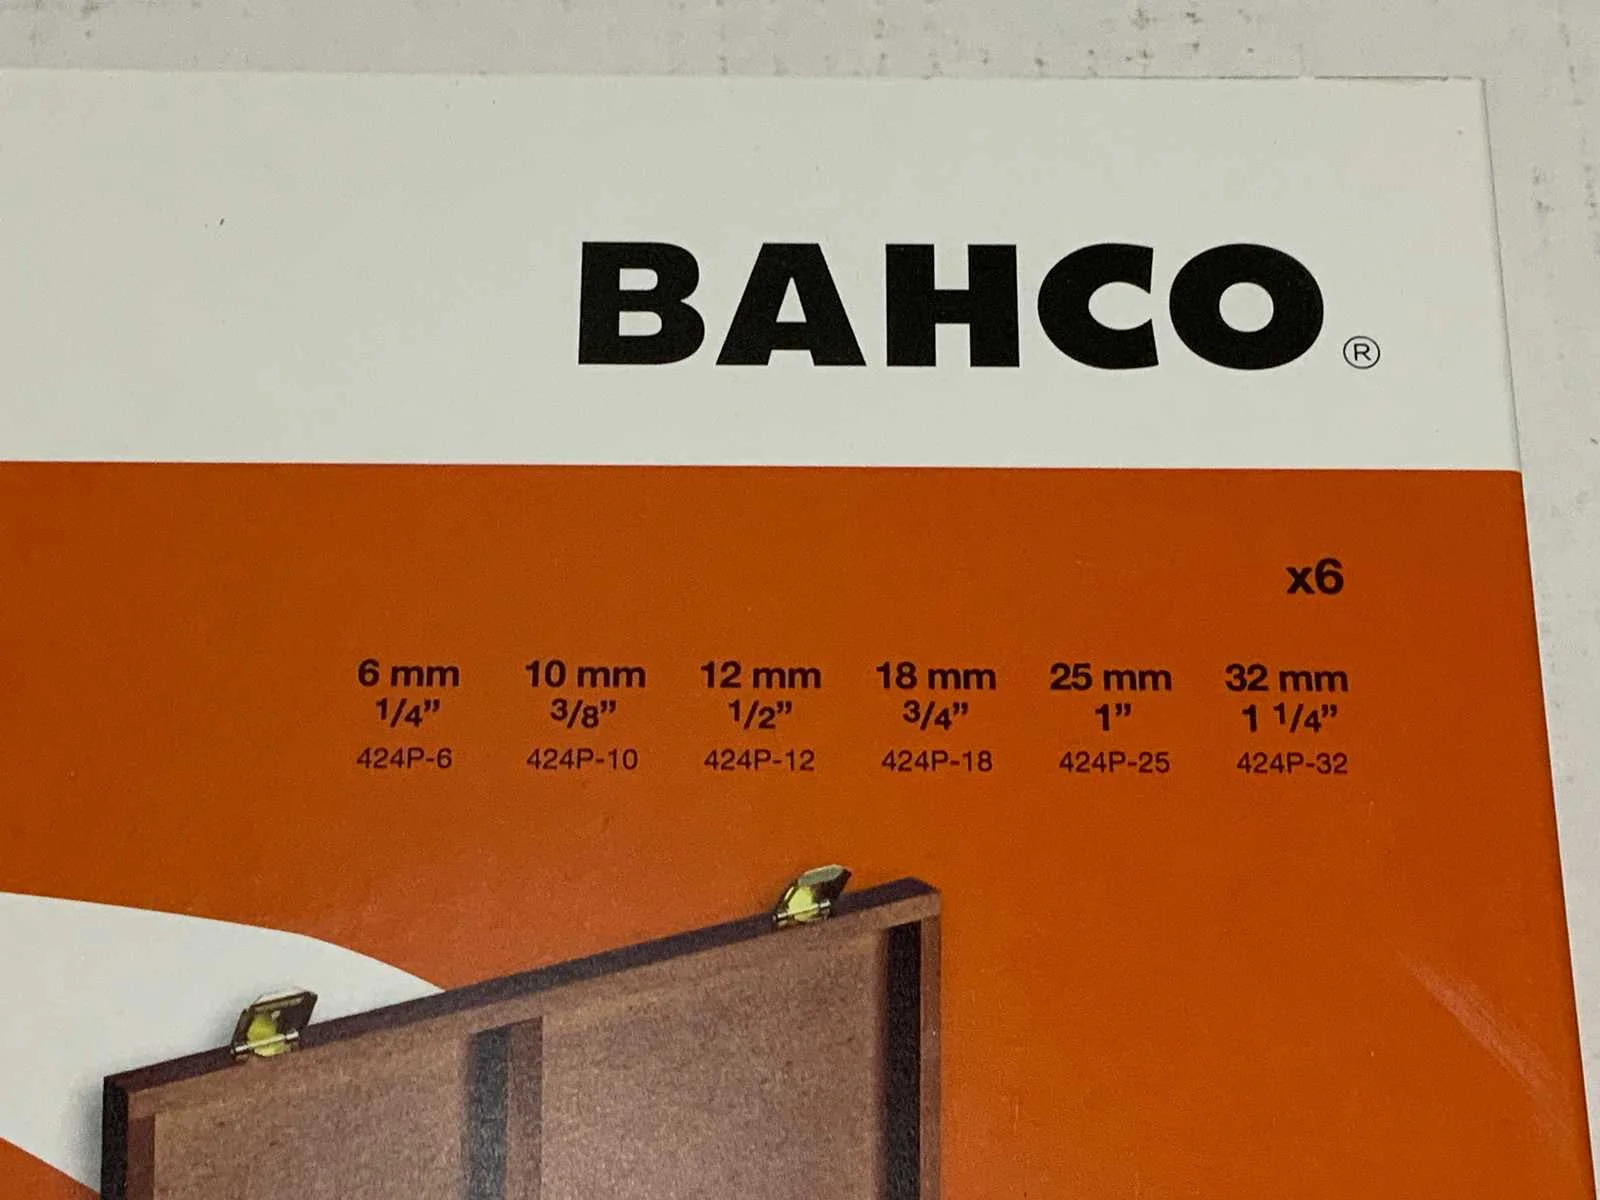 BAHCO®
x6
6 mm 10 mm 12 mm 18 mm 25 mm 32 mm
1/4” 3/8” 1/2” 3/4” 1” 1 1/4”
424P-6 424P-10 424P-12 424P-18 424P-25 424P-32